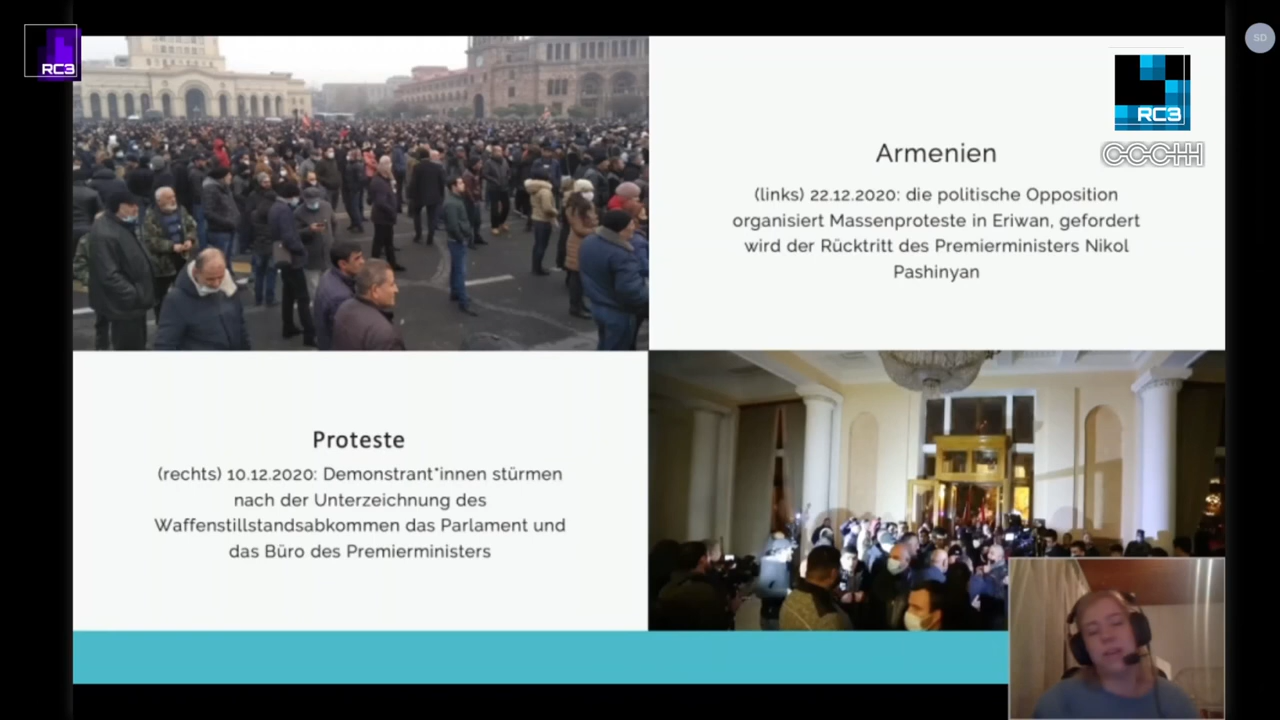 RC3
SD
RC3
CCCHH
Armenien
(links) 22.12.2020: die politische Opposition
organisiert Massenproteste in Eriwan, gefordert
wird der Rücktritt des Premierministers Nikol
Pashinyan
Proteste
(rechts) 10.12.2020: Demonstrant*innen stürmen
nach der Unterzeichnung des
Waffenstillstandsabkommen das Parlament und
das Büro des Premierministers